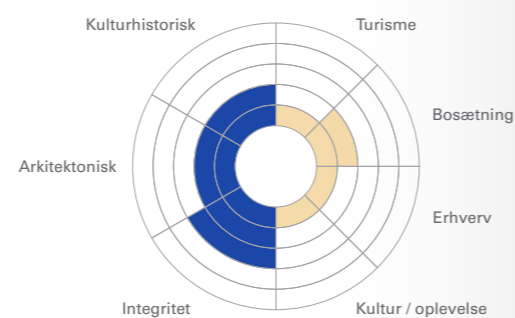 Kulturhistorisk
Turisme
Bosætning
Arkitektonisk
Erhverv
Integritet
Kultur / oplevelse